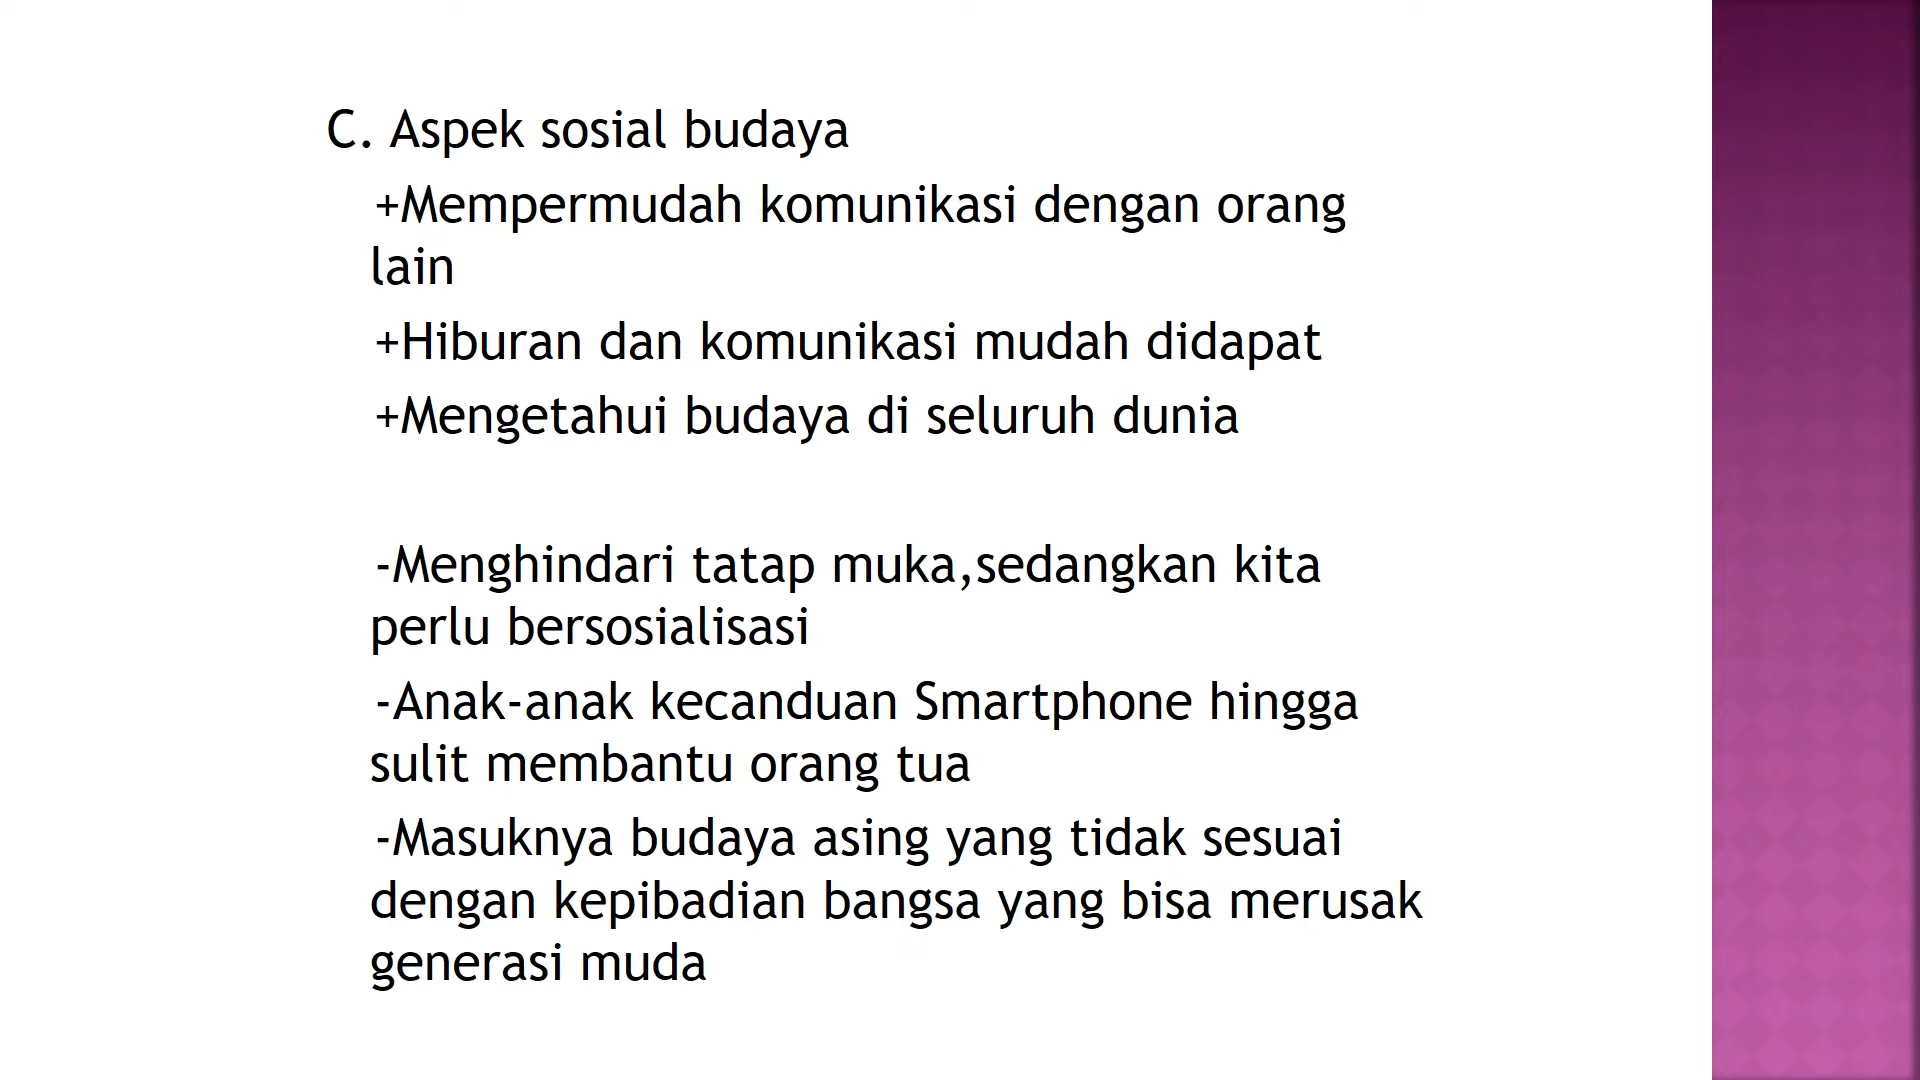 C. Aspek sosial budaya
+Mempermudah komunikasi dengan orang
lain
+Hiburan dan komunikasi mudah didapat
+Mengetahui budaya di seluruh dunia
-Menghindari tatap muka,sedangkan kita
perlu bersosialisasi
-Anak-anak kecanduan Smartphone hingga
sulit membantu orang tua
-Masuknya budaya asing yang tidak sesuai
dengan kepibadian bangsa yang bisa merusak
generasi muda